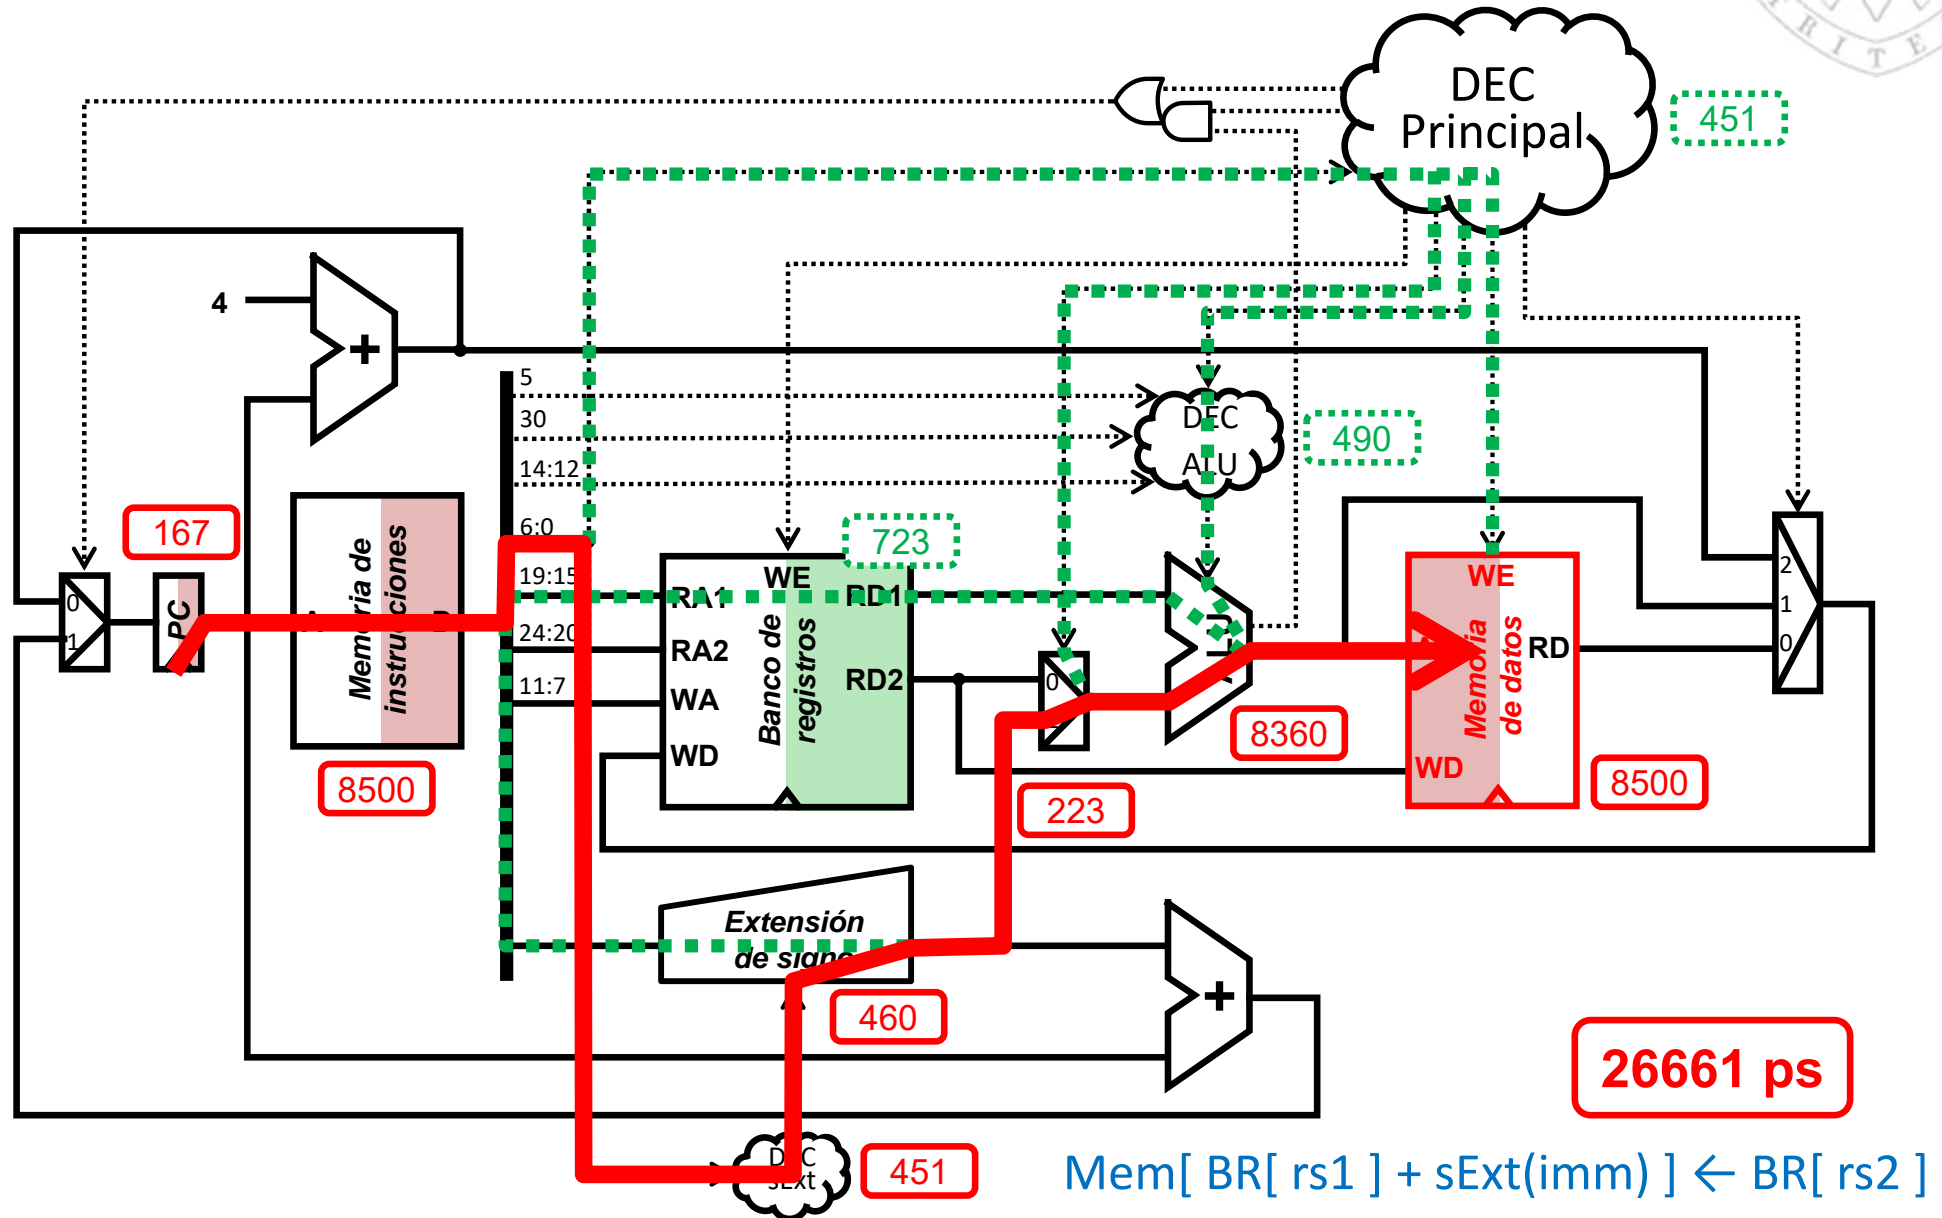 R I T E
DEC
Principal
451
4
+
5
30
14:12
6:0
19:15
24:20
11:7
DEC
ALU
490
167
0
1
PC
Memoria de
instrucciones
8500
723
WE
RA1
RD1
RA2
RD2
WA
WD
Banco de
registros
0
223
8360
WE
Memoria
de datos
RD
WD
8500
2
1
0
Extensión
de signo
460
+
26661 ps
DEC
sExt
451
Mem[ BR[ rs1 ] + sExt(imm) ] ← BR[ rs2 ]